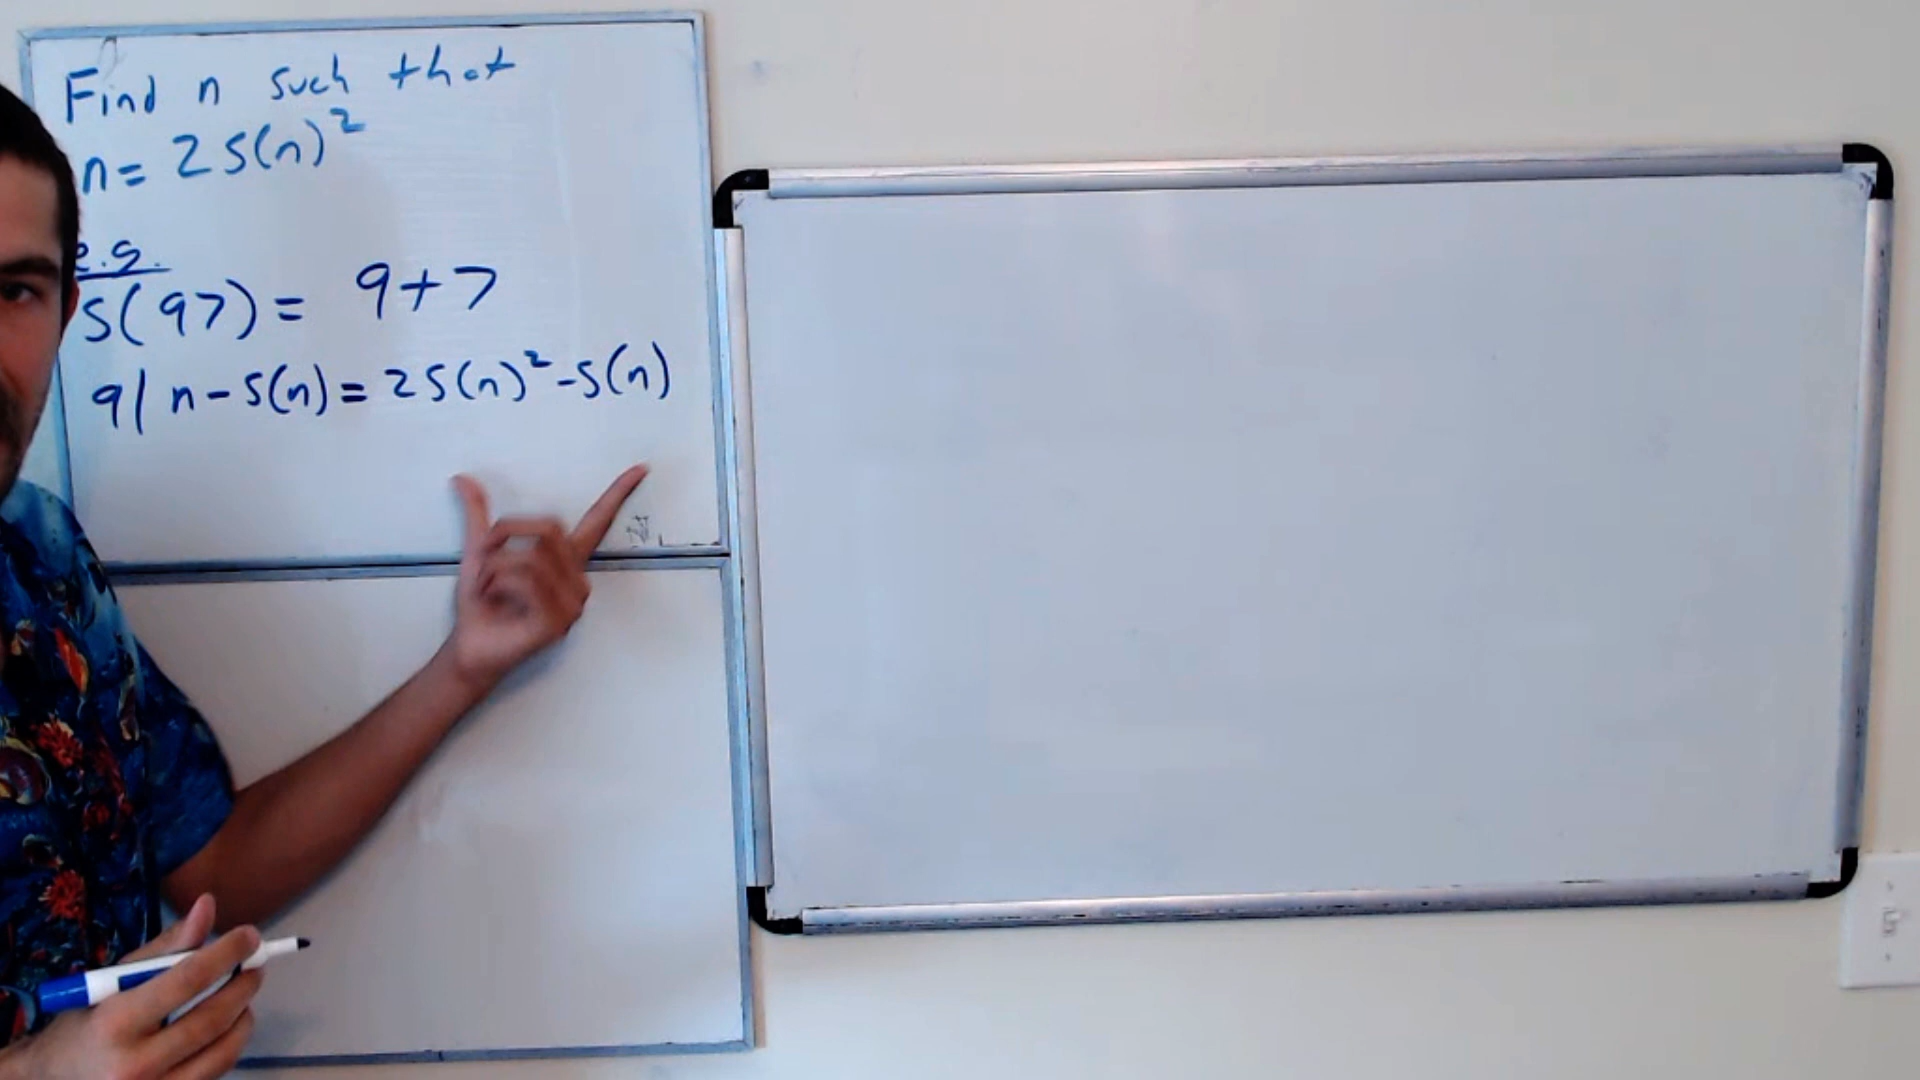 Find n such that
n = 2S(n)²
e.g.
S(97) = 9+7
9 | n - S(n) = 2S(n)² - S(n)